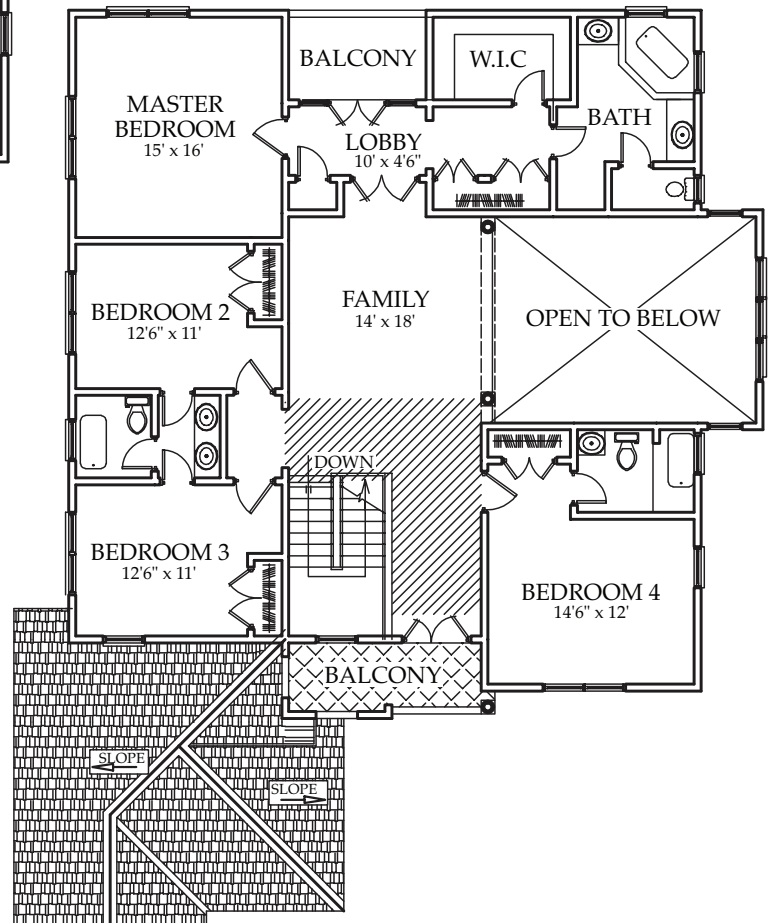 BALCONY
W.I.C
MASTER
BEDROOM
15' x 16'
BATH
LOBBY
10' x 4'6"
BEDROOM 2
12'6" x 11'
FAMILY
14' x 18'
OPEN TO BELOW
DOWN
BEDROOM 3
12'6" x 11'
BEDROOM 4
14'6" x 12'
BALCONY
SLOPE
SLOPE